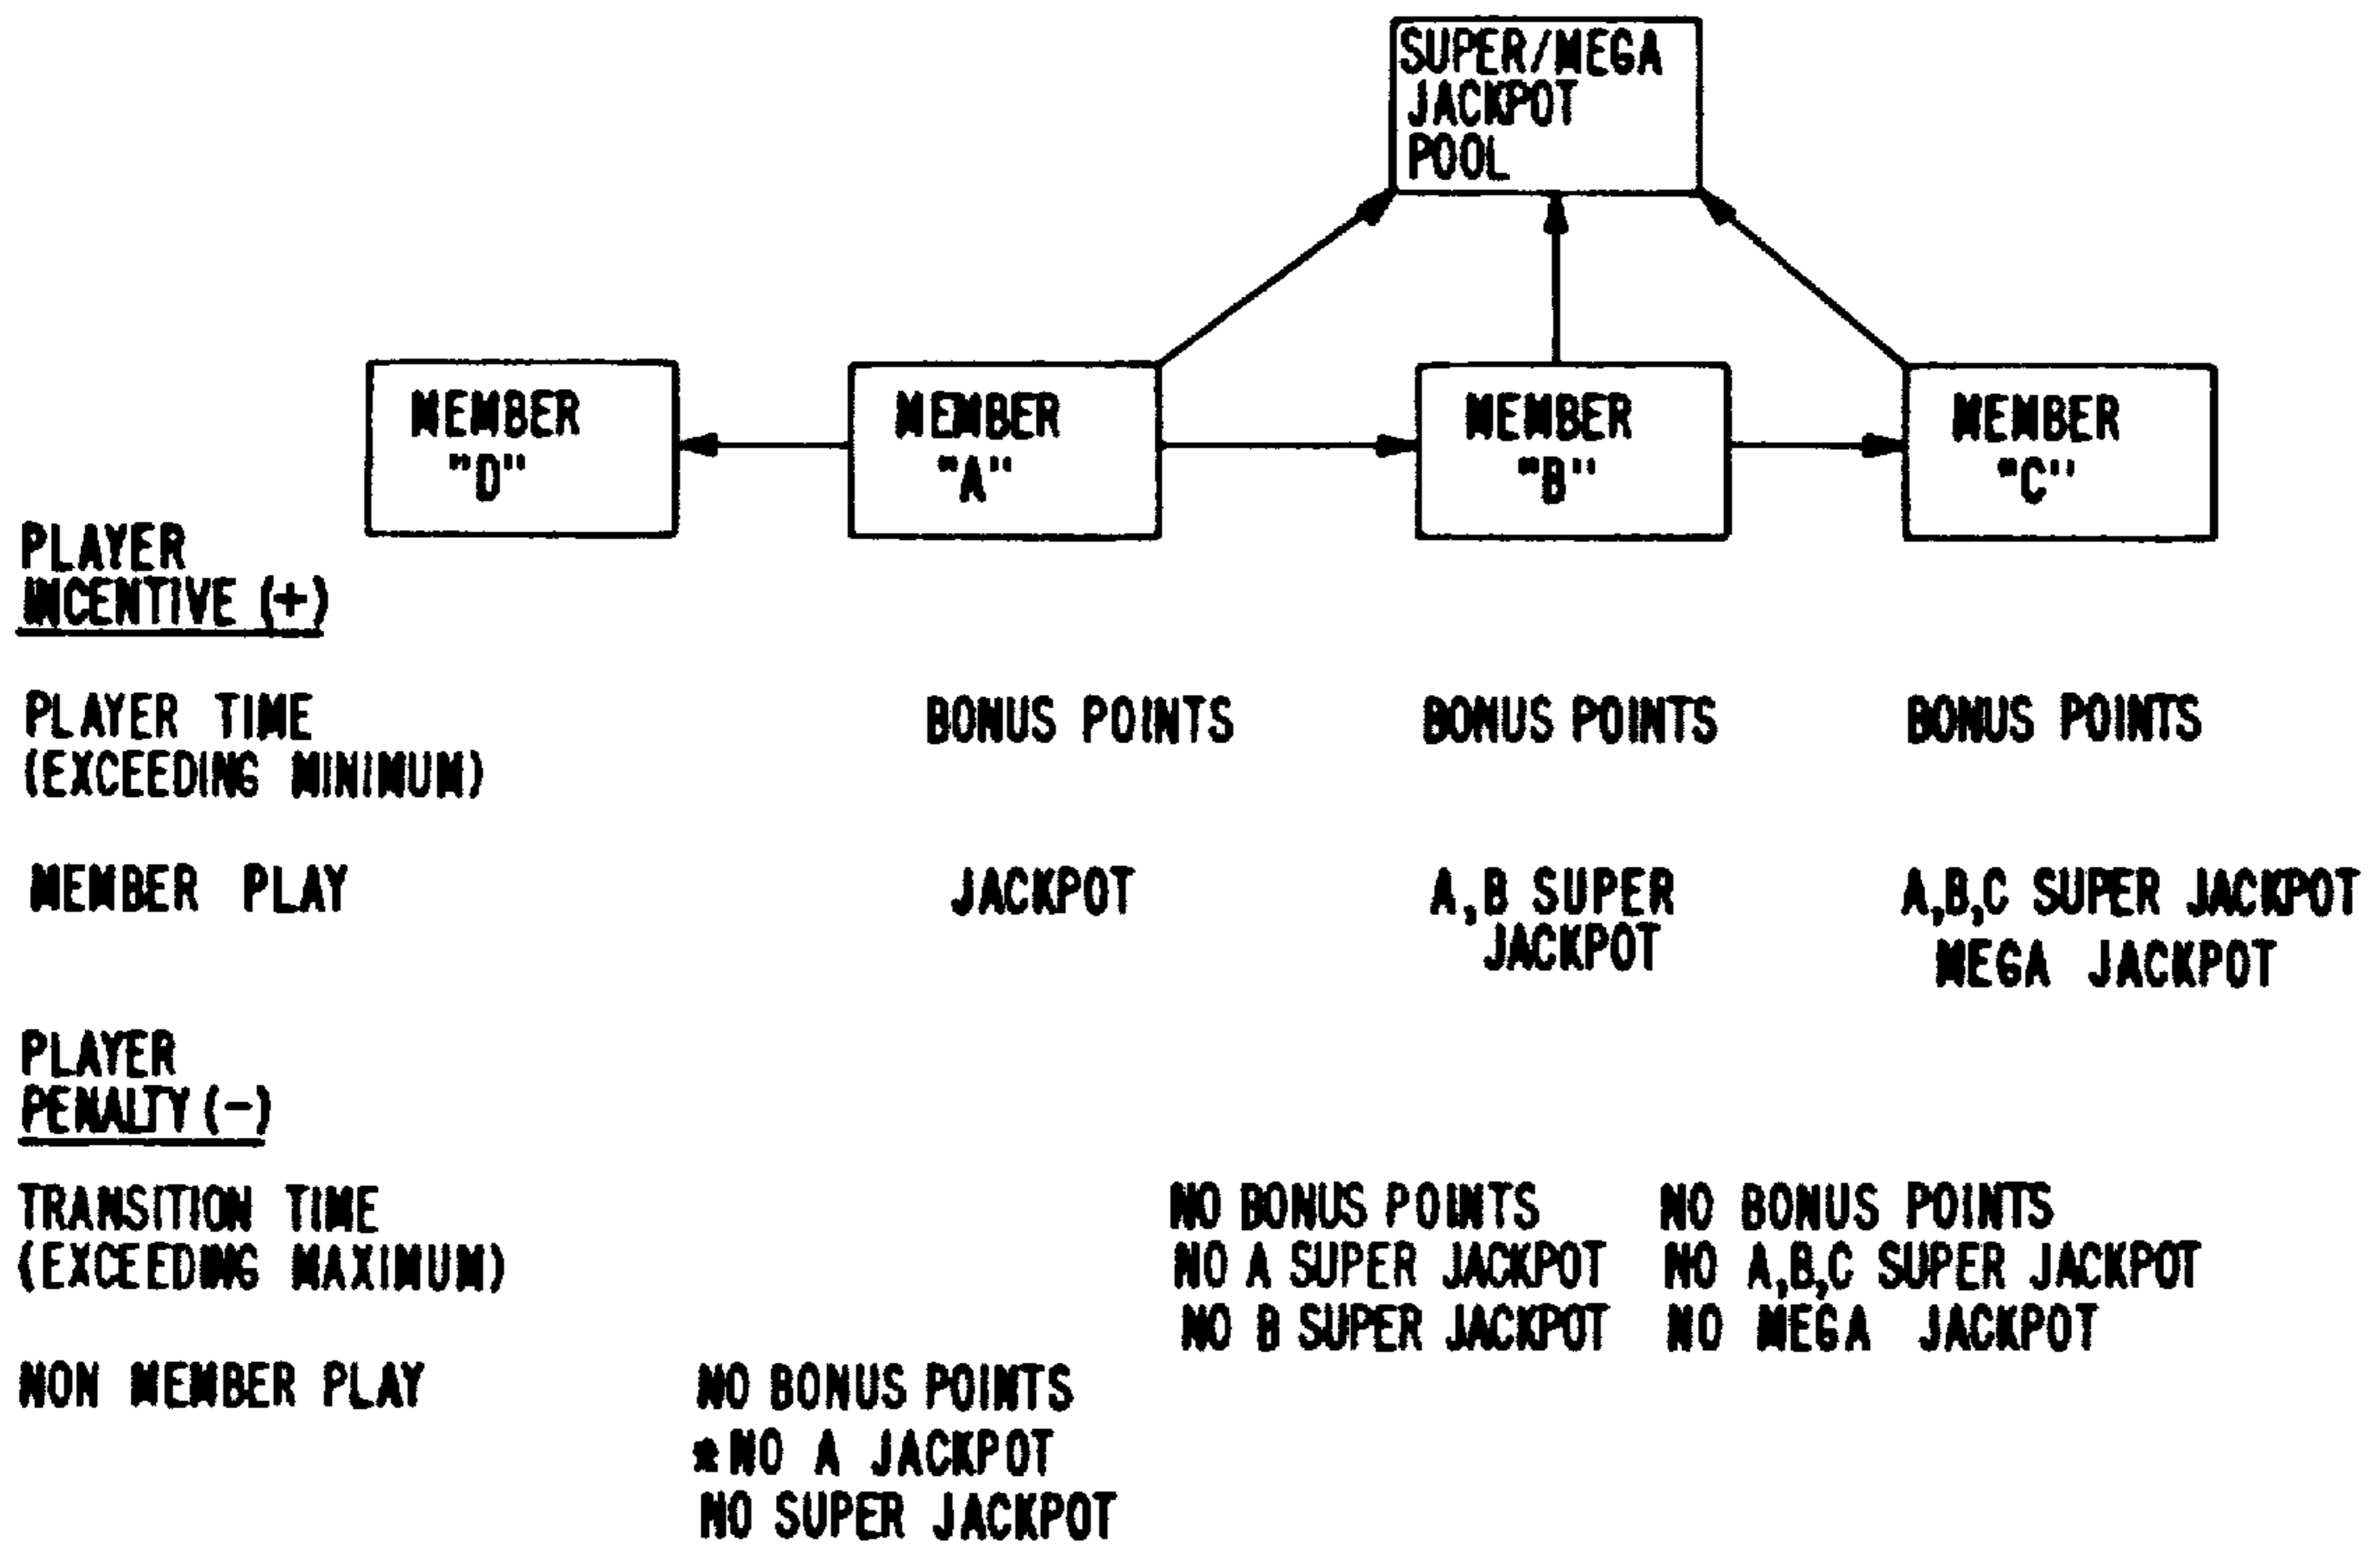 SUPER/MEGA
JACKPOT
POOL
MEMBER
"D"
MEMBER
"A"
MEMBER
"B"
MEMBER
"C"
PLAYER
INCENTIVE (+)
PLAYER TIME
(EXCEEDING MINIMUM)
BONUS POINTS
BONUS POINTS
BONUS POINTS
MEMBER PLAY
JACKPOT
A,B SUPER
JACKPOT
A,B,C SUPER JACKPOT
MEGA JACKPOT
PLAYER
PENALTY (-)
TRANSITION TIME
(EXCEEDING MAXIMUM)
NO BONUS POINTS
NO A SUPER JACKPOT
NO B SUPER JACKPOT
NO BONUS POINTS
NO A,B,C SUPER JACKPOT
NO MEGA JACKPOT
NON MEMBER PLAY
NO BONUS POINTS
*NO A JACKPOT
NO SUPER JACKPOT